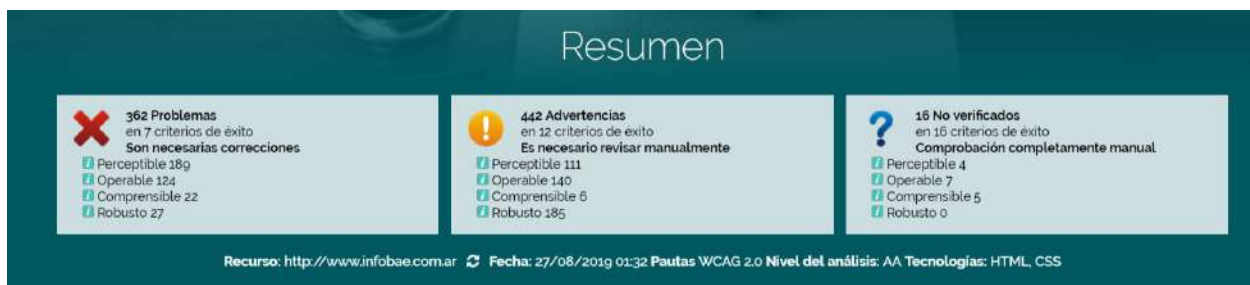 Resumen
362 Problemas
en 7 criterios de éxito
Son necesarias correcciones
Perceptible 189
Operable 124
Comprensible 22
Robusto 27
442 Advertencias
en 12 criterios de éxito
Es necesario revisar manualmente
Perceptible 111
Operable 140
Comprensible 6
Robusto 185
16 No verificados
en 16 criterios de éxito
Comprobación completamente manual
Perceptible 4
Operable 7
Comprensible 5
Robusto 0
Recurso: http://www.infobae.com.ar Fecha: 27/08/2019 01:32 Pautas WCAG 2.0 Nivel del análisis: AA Tecnologías: HTML, CSS